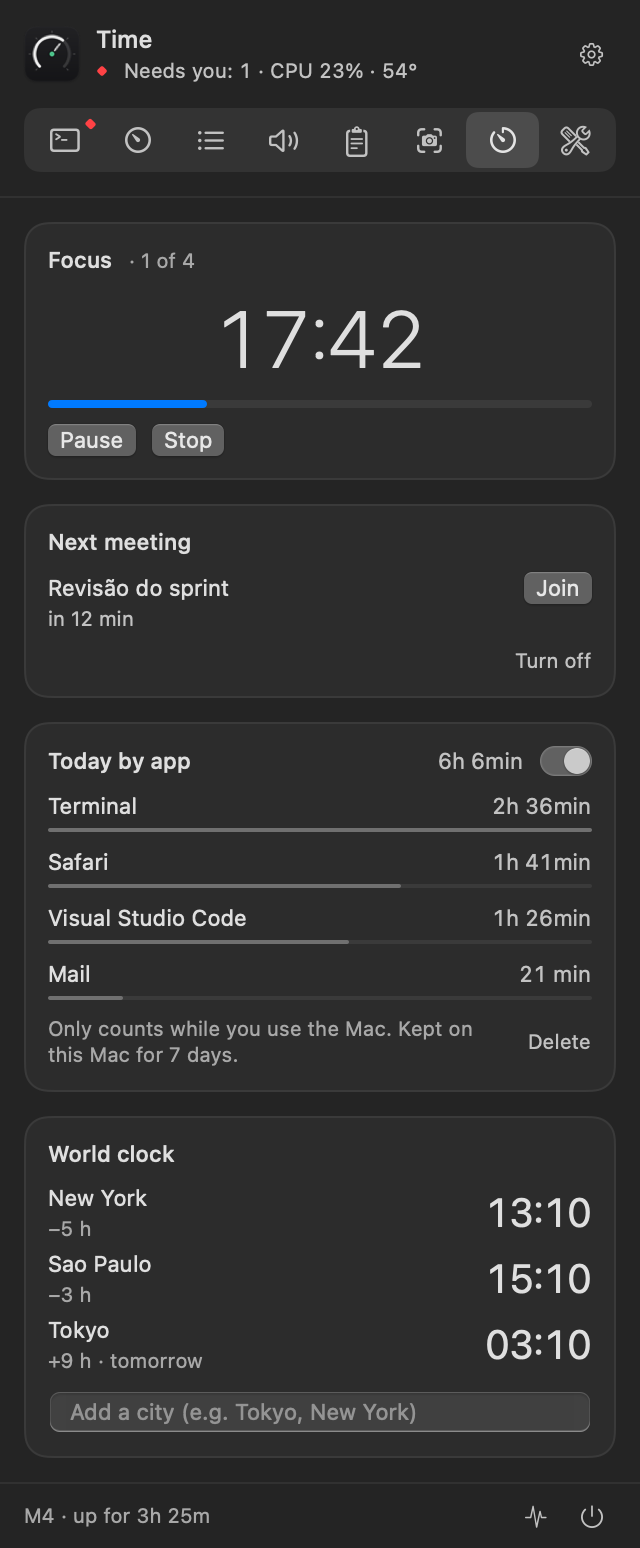 Time
Needs you: 1 · CPU 23% · 54°
Focus · 1 of 4
17:42
Pause Stop
Next meeting
Revisão do sprint Join
in 12 min
Turn off
Today by app 6h 6min
Terminal 2h 36min
Safari 1h 41min
Visual Studio Code 1h 26min
Mail 21 min
Only counts while you use the Mac. Kept on
this Mac for 7 days.
Delete
World clock
New York 13:10
–5 h
Sao Paulo 15:10
–3 h
Tokyo 03:10
+9 h · tomorrow
Add a city (e.g. Tokyo, New York)
M4 · up for 3h 25m